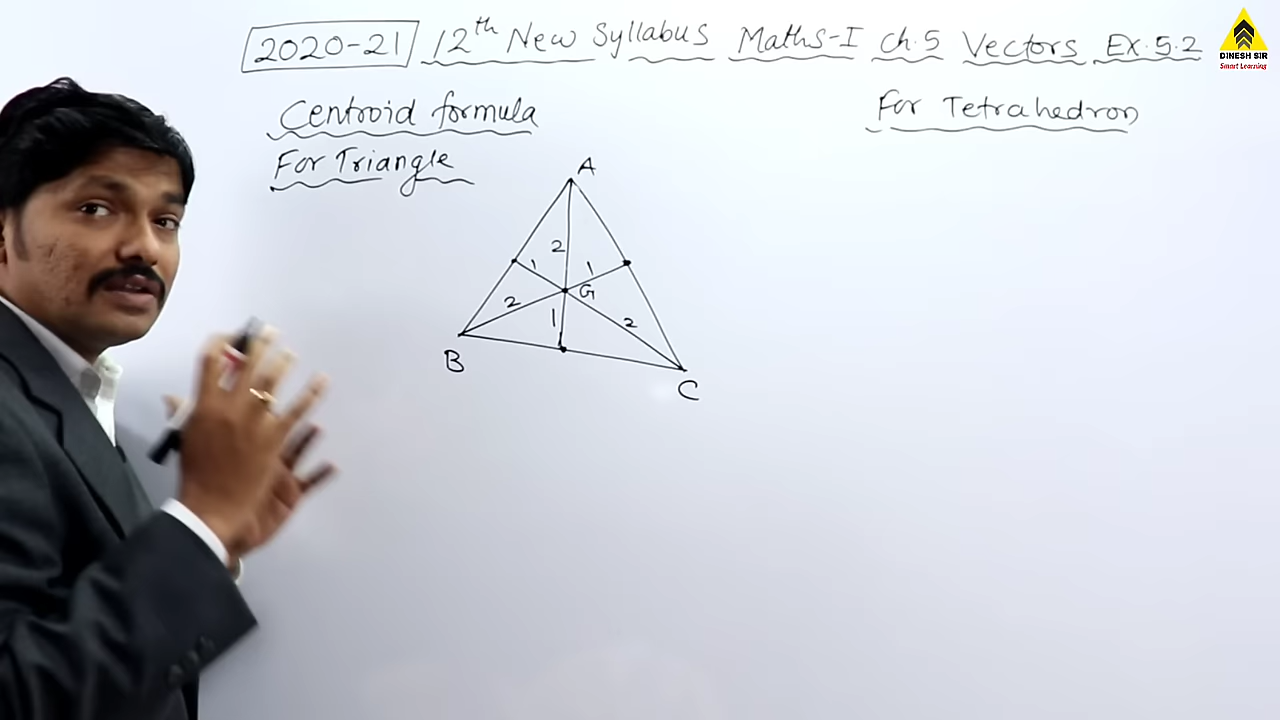 2020-21 12th New Syllabus Maths-I Ch.5 Vectors Ex.5.2
DINESH SIR
Smart Learning
Centroid formula
For Tetrahedron
For Triangle
A
2
1 1
G
2
1 2
B
C